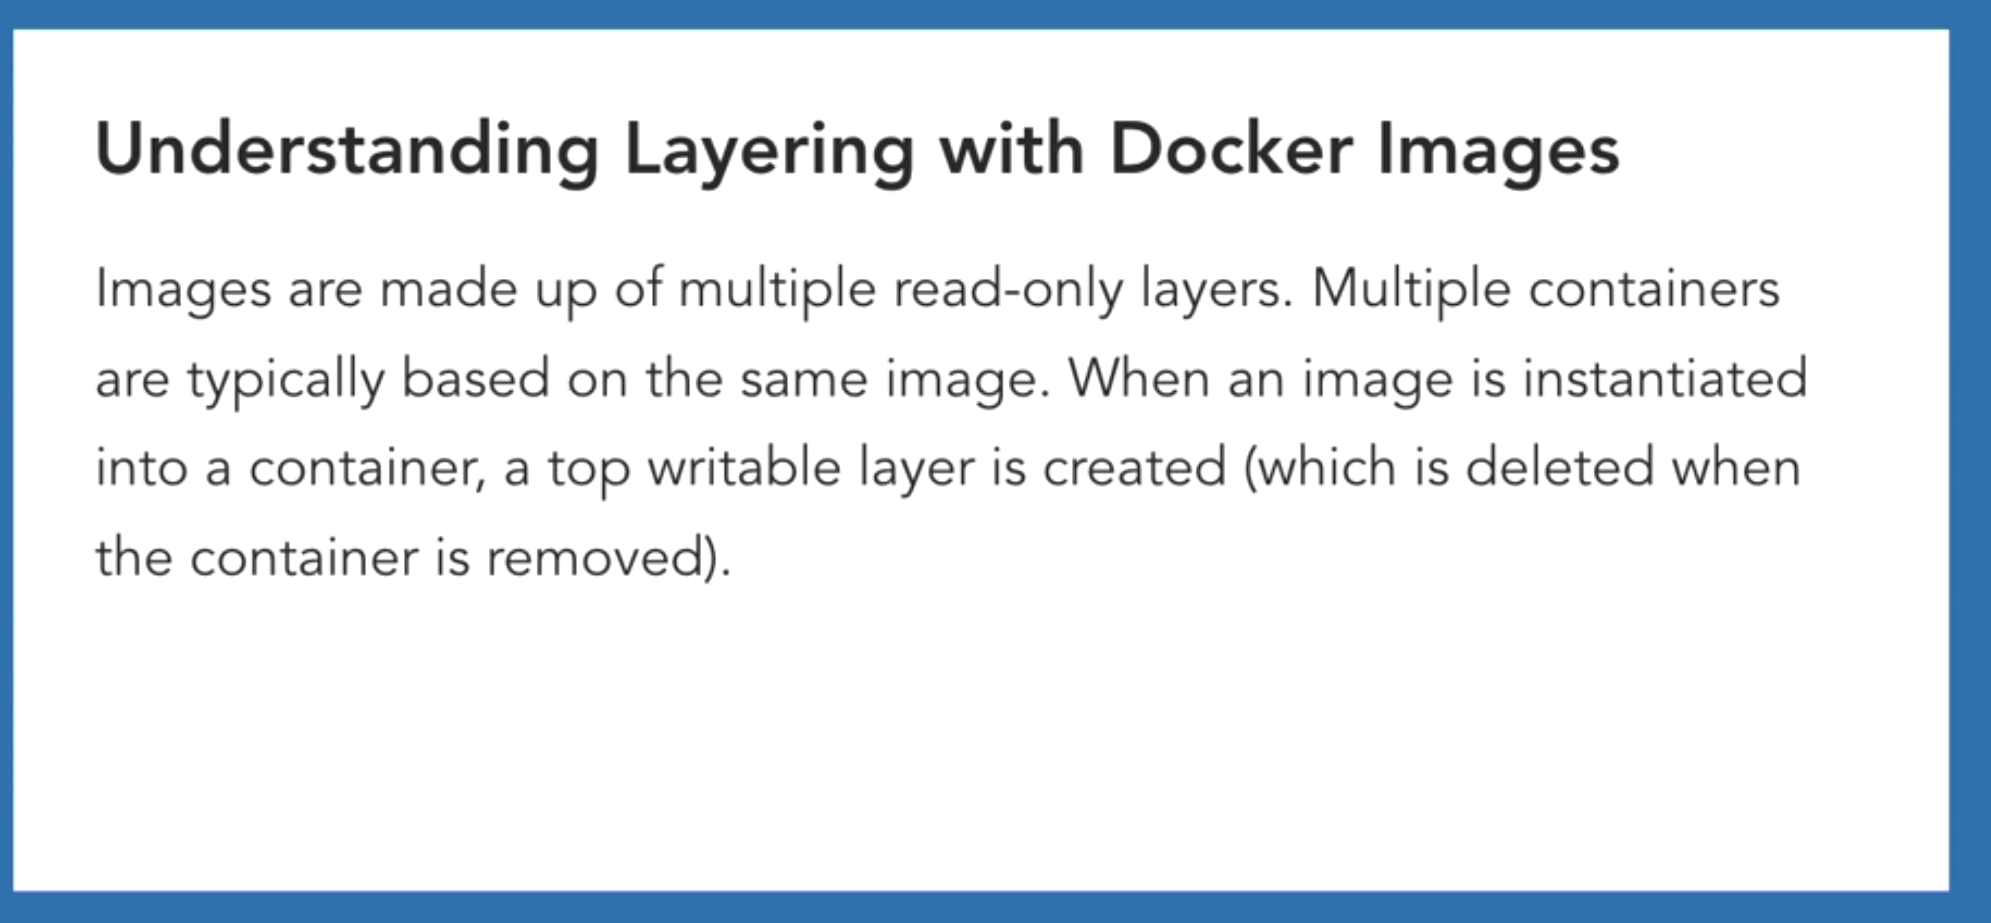 Understanding Layering with Docker Images
Images are made up of multiple read-only layers. Multiple containers
are typically based on the same image. When an image is instantiated
into a container, a top writable layer is created (which is deleted when
the container is removed).